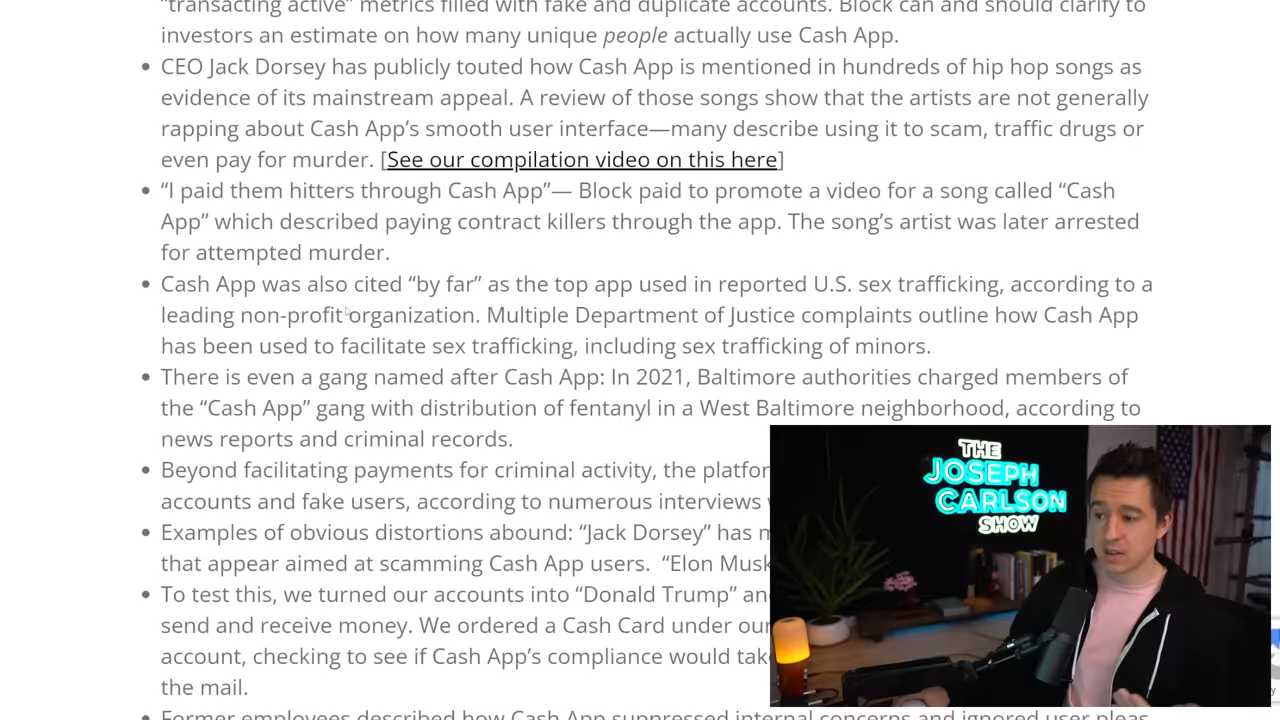 “transacting active” metrics filled with fake and duplicate accounts. Block can and should clarify to
investors an estimate on how many unique people actually use Cash App.
• CEO Jack Dorsey has publicly touted how Cash App is mentioned in hundreds of hip hop songs as
evidence of its mainstream appeal. A review of those songs show that the artists are not generally
rapping about Cash App’s smooth user interface—many describe using it to scam, traffic drugs or
even pay for murder. [See our compilation video on this here]
• “I paid them hitters through Cash App”— Block paid to promote a video for a song called “Cash
App” which described paying contract killers through the app. The song’s artist was later arrested
for attempted murder.
• Cash App was also cited “by far” as the top app used in reported U.S. sex trafficking, according to a
leading non-profit organization. Multiple Department of Justice complaints outline how Cash App
has been used to facilitate sex trafficking, including sex trafficking of minors.
• There is even a gang named after Cash App: In 2021, Baltimore authorities charged members of
the “Cash App” gang with distribution of fentanyl in a West Baltimore neighborhood, according to
news reports and criminal records.
• Beyond facilitating payments for criminal activity, the
accounts and fake users, according to numerous interviews
• Examples of obvious distortions abound: “Jack Dorsey” has
that appear aimed at scamming Cash App users. “Elon Musk
• To test this, we turned our accounts into “Donald Trump”
send and receive money. We ordered a Cash Card under
account, checking to see if Cash App’s compliance would
the mail.
• Former employees described how Cash App suppressed internal concerns and ignored user pleas
THE
JOSEPH
CARLSON
SHOW